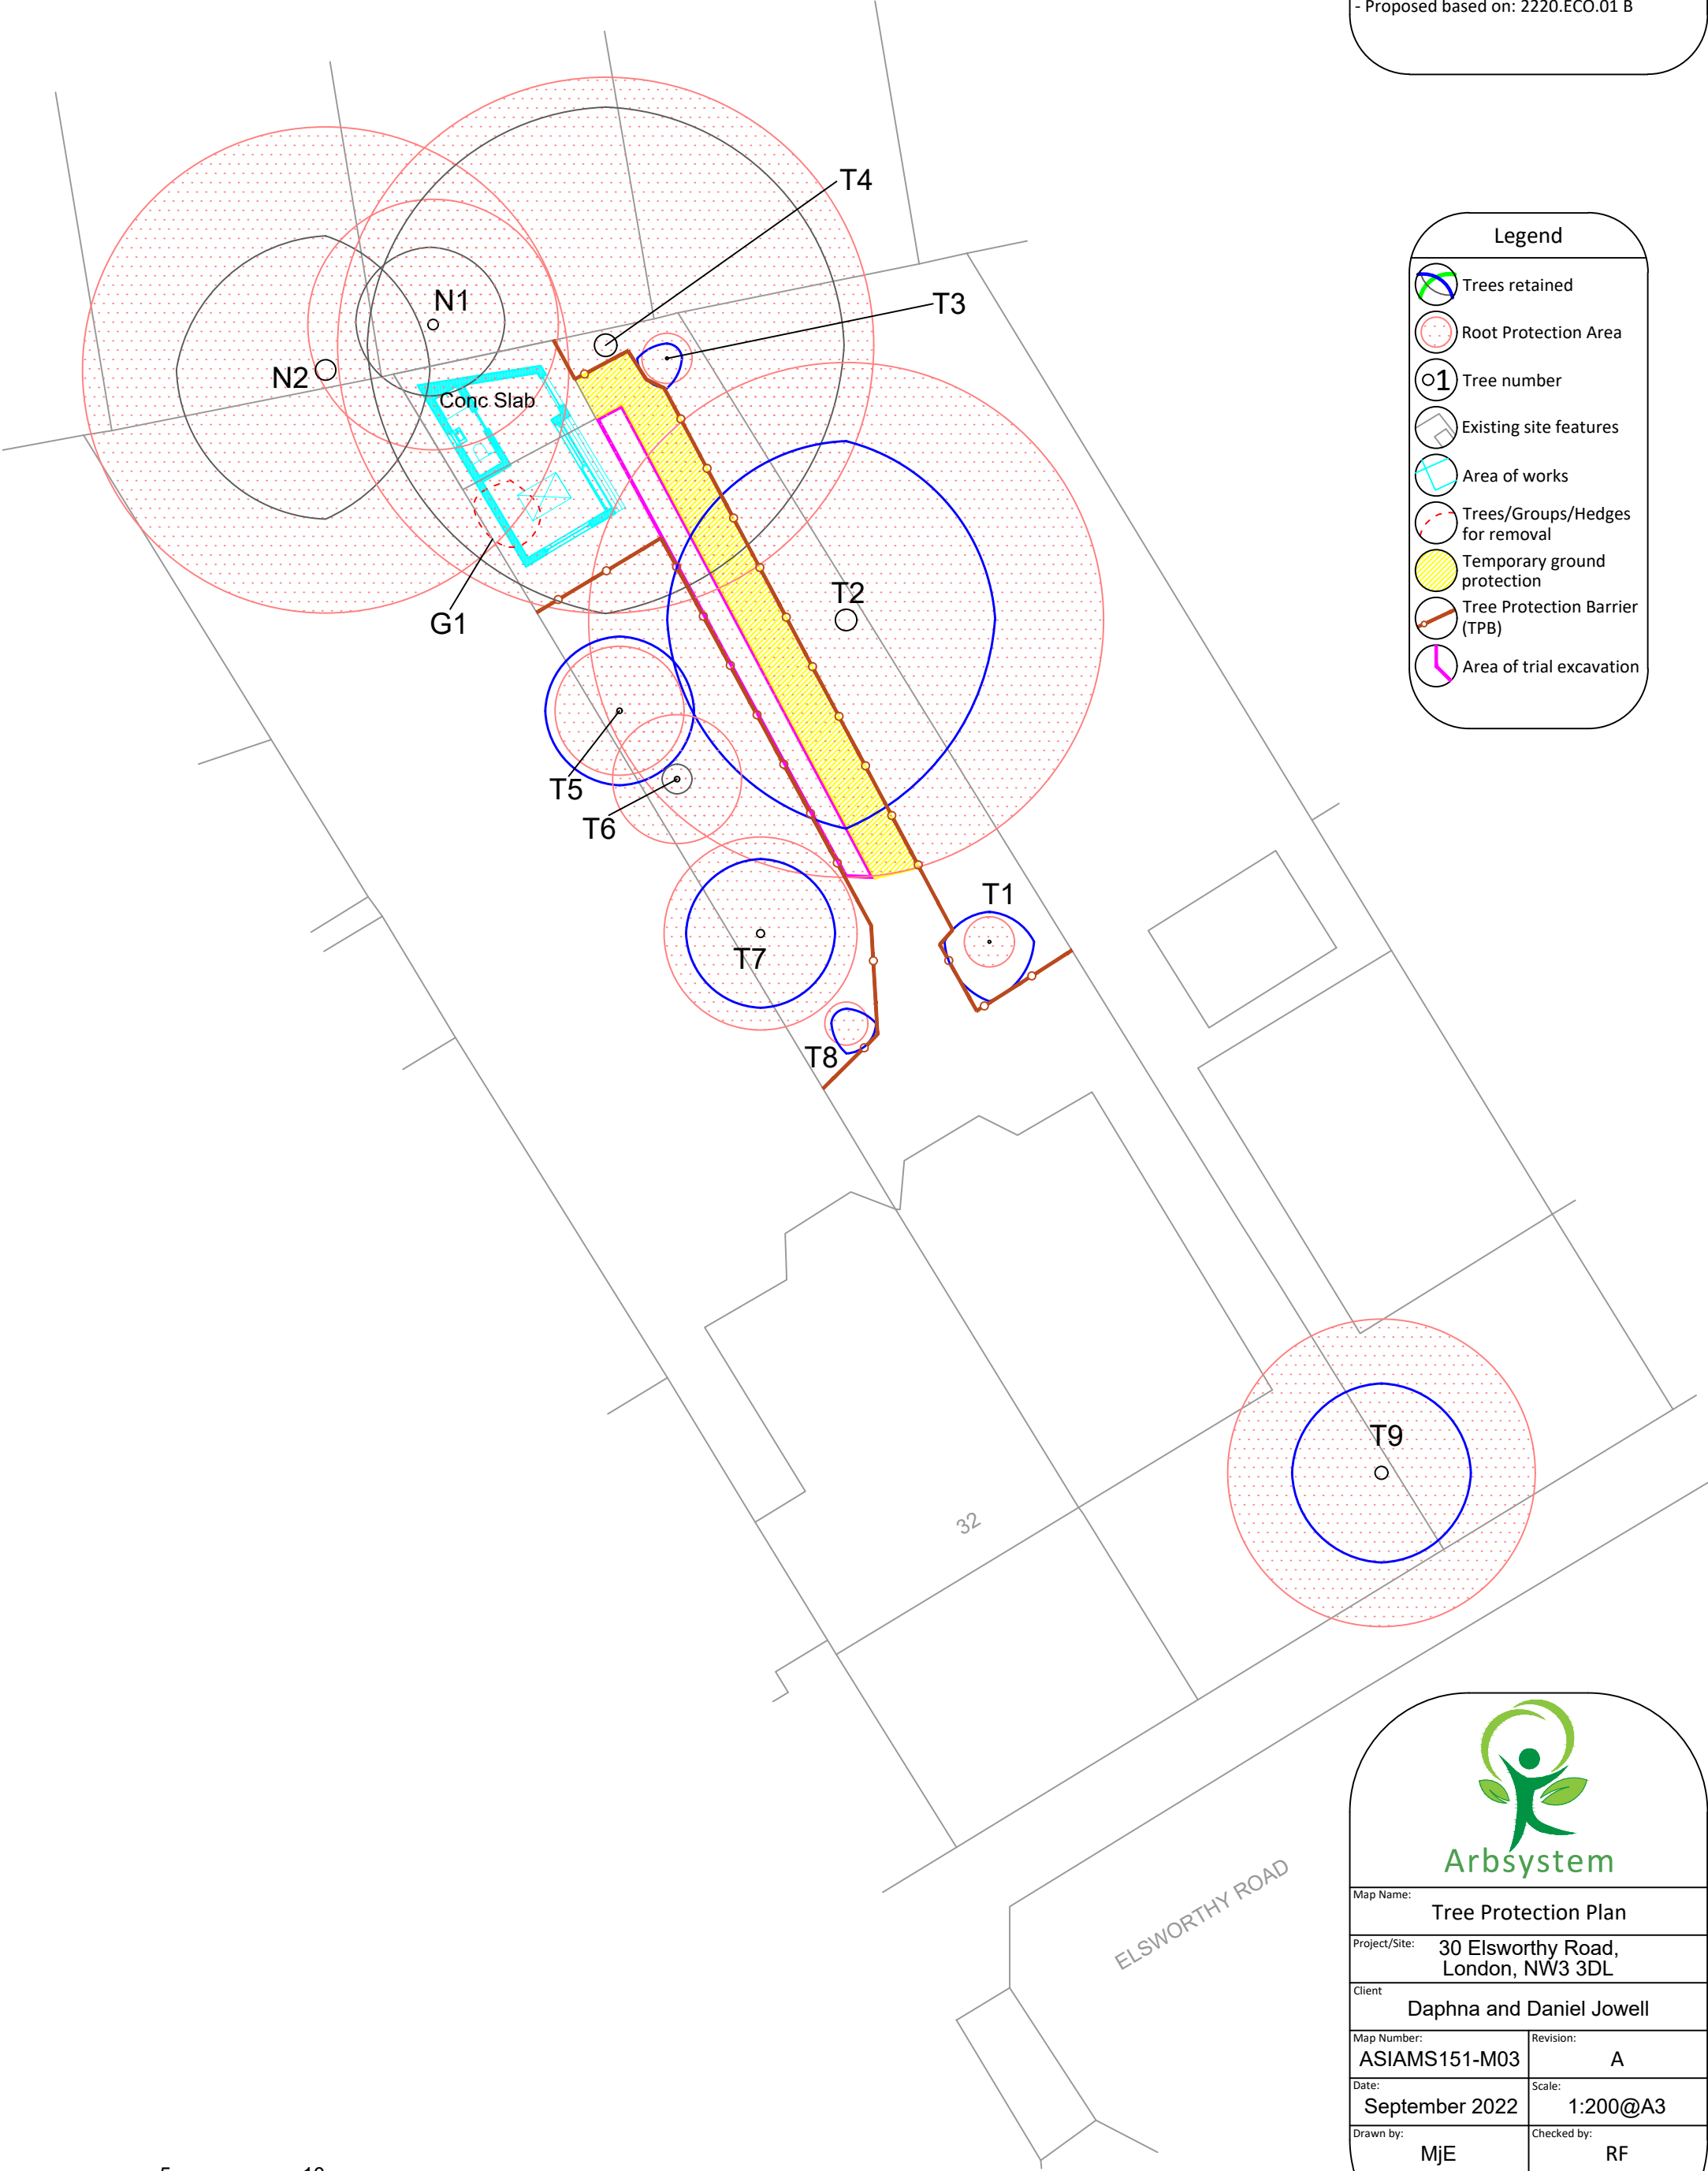 - Proposed based on: 2220.ECO.01 B
T4
Legend
Trees retained
T3
N1
Root Protection Area
N2
1 Tree number
Conc Slab
Existing site features
Area of works
Trees/Groups/Hedges
for removal
Temporary ground
protection
T2
Tree Protection Barrier
(TPB)
G1
Area of trial excavation
T5
T6
T1
T7
T8
T9
32
Arbsystem
ELSWORTHY ROAD
Map Name:
Tree Protection Plan
Project/Site:
30 Elsworthy Road,
London, NW3 3DL
Client
Daphna and Daniel Jowell
Map Number:
ASIAMS151-M03
Revision:
A
Date:
September 2022
Scale:
1:200@A3
Drawn by:
MjE
Checked by:
RF